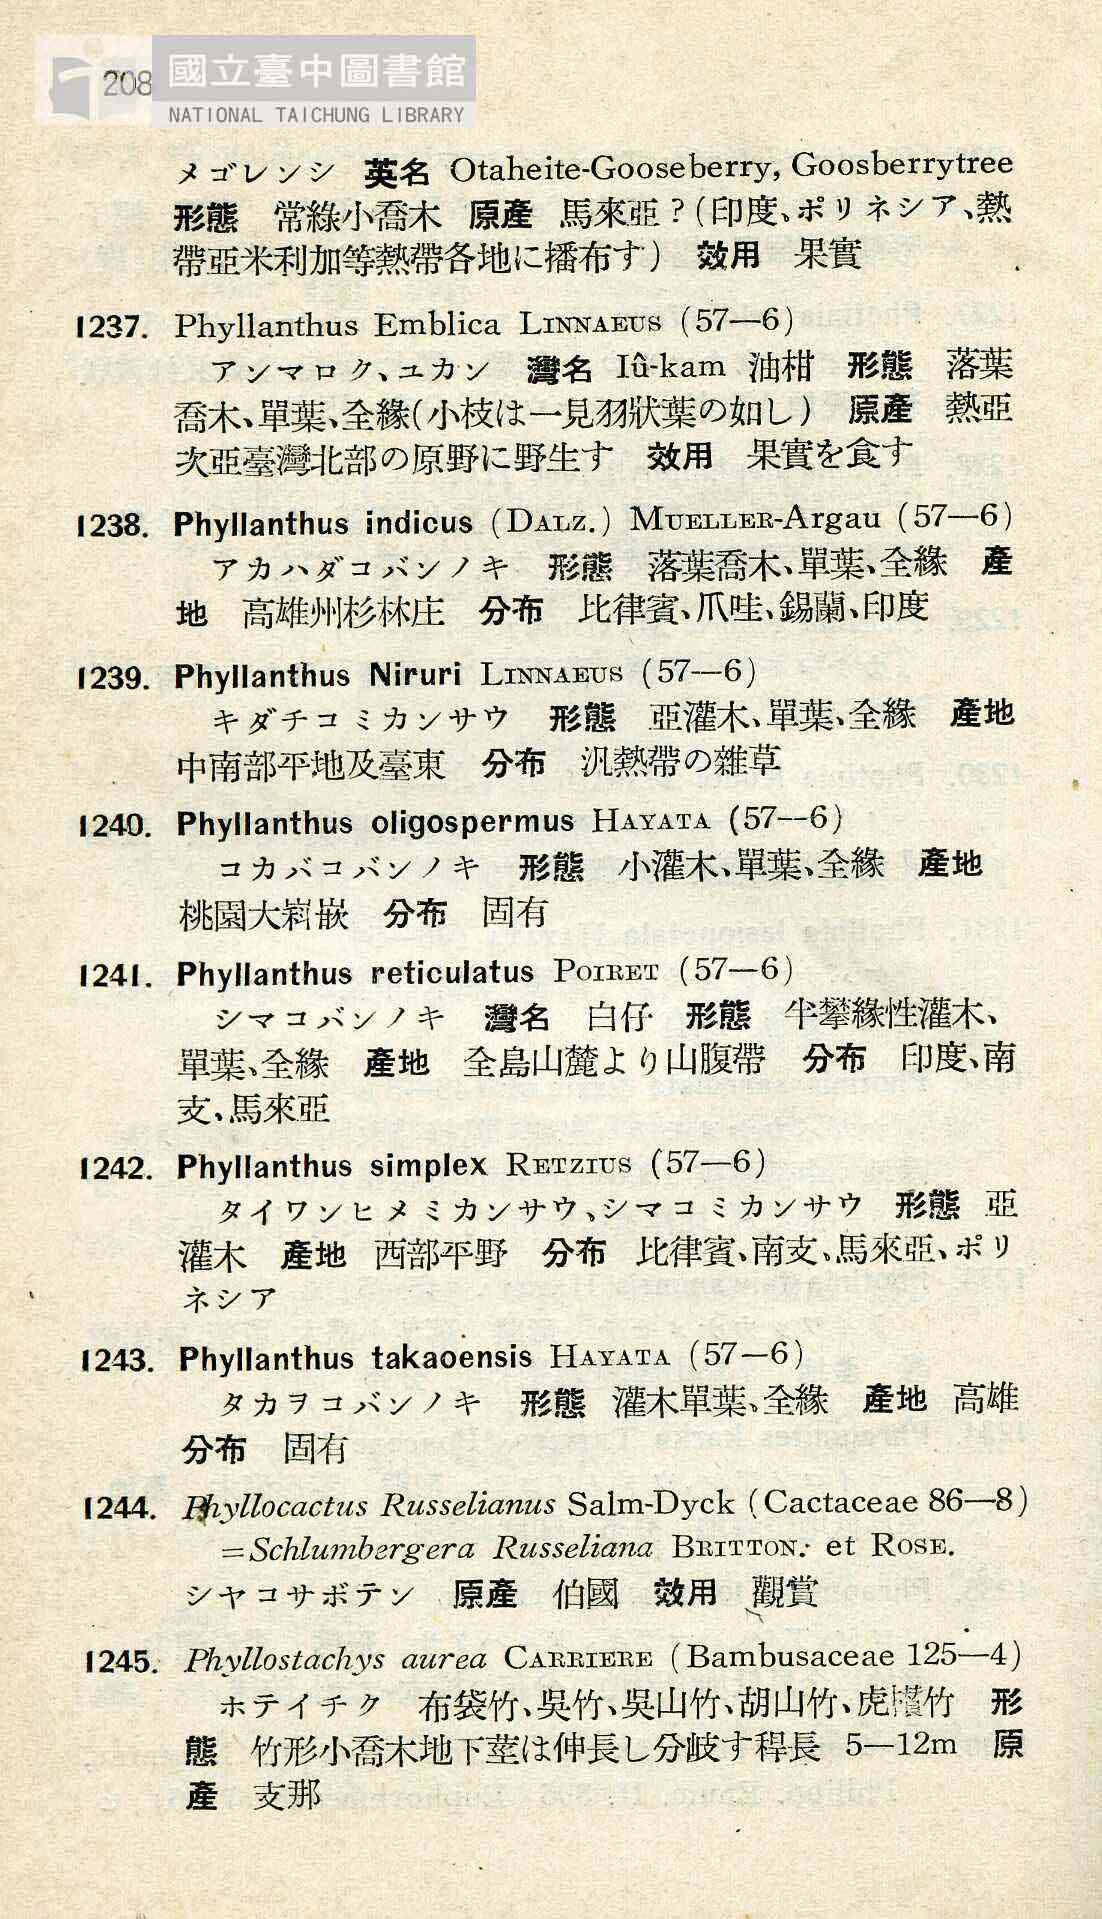 208
國立臺中圖書館
NATIONAL TAICHUNG LIBRARY
メゴレンシ 英名 Otaheite-Gooseberry, Goosberrytree
形態 常綠小喬木 原產 馬來亞？(印度、ポリネシア、熱
帶亞米利加等熱帶各地に播布す) 效用 果實
1237. Phyllanthus Emblica LINNAEUS (57—6)
アンマロク、ユカン 灣名 Iû-kam 油柑 形態 落葉
喬木、單葉、全緣(小枝は一見羽狀葉の如し) 原產 熱亞
次亞臺灣北部の原野に野生す 效用 果實を食す
1238. Phyllanthus indicus (DALZ.) MUELLER-Argau (57—6)
アカハダコバンノキ 形態 落葉喬木、單葉、全緣 產
地 高雄州杉林庄 分布 比律賓、爪哇、錫蘭、印度
1239. Phyllanthus Niruri LINNAEUS (57—6)
キダチコミカンサウ 形態 亞灌木、單葉、全緣 產地
中南部平地及臺東 分布 汎熱帶の雜草
1240. Phyllanthus oligospermus HAYATA (57—6)
コカバコバンノキ 形態 小灌木、單葉、全緣 產地
桃園大嵙嵌 分布 固有
1241. Phyllanthus reticulatus POIRET (57—6)
シマコバンノキ 灣名 白仔 形態 半攀緣性灌木、
單葉、全緣 產地 全島山麓より山腹帶 分布 印度、南
支、馬來亞
1242. Phyllanthus simplex RETZIUS (57—6)
タイワンヒメミカンサウ、シマコミカンサウ 形態 亞
灌木 產地 西部平野 分布 比律賓、南支、馬來亞、ポリ
ネシア
1243. Phyllanthus takaoensis HAYATA (57—6)
タカヲコバンノキ 形態 灌木單葉、全緣 產地 高雄
分布 固有
1244. Phyllocactus Russelianus Salm-Dyck (Cactaceae 86—8)
=Schlumbergera Russeliana BRITTON. et ROSE.
シヤコサボテン 原產 伯國 效用 觀賞
1245. Phyllostachys aurea CARRIERE (Bambusaceae 125—4)
ホテイチク 布袋竹、吳竹、吳山竹、胡山竹、虎竹 形
態 竹形小喬木地下莖は伸長し分岐す稈長 5—12m 原
產 支那